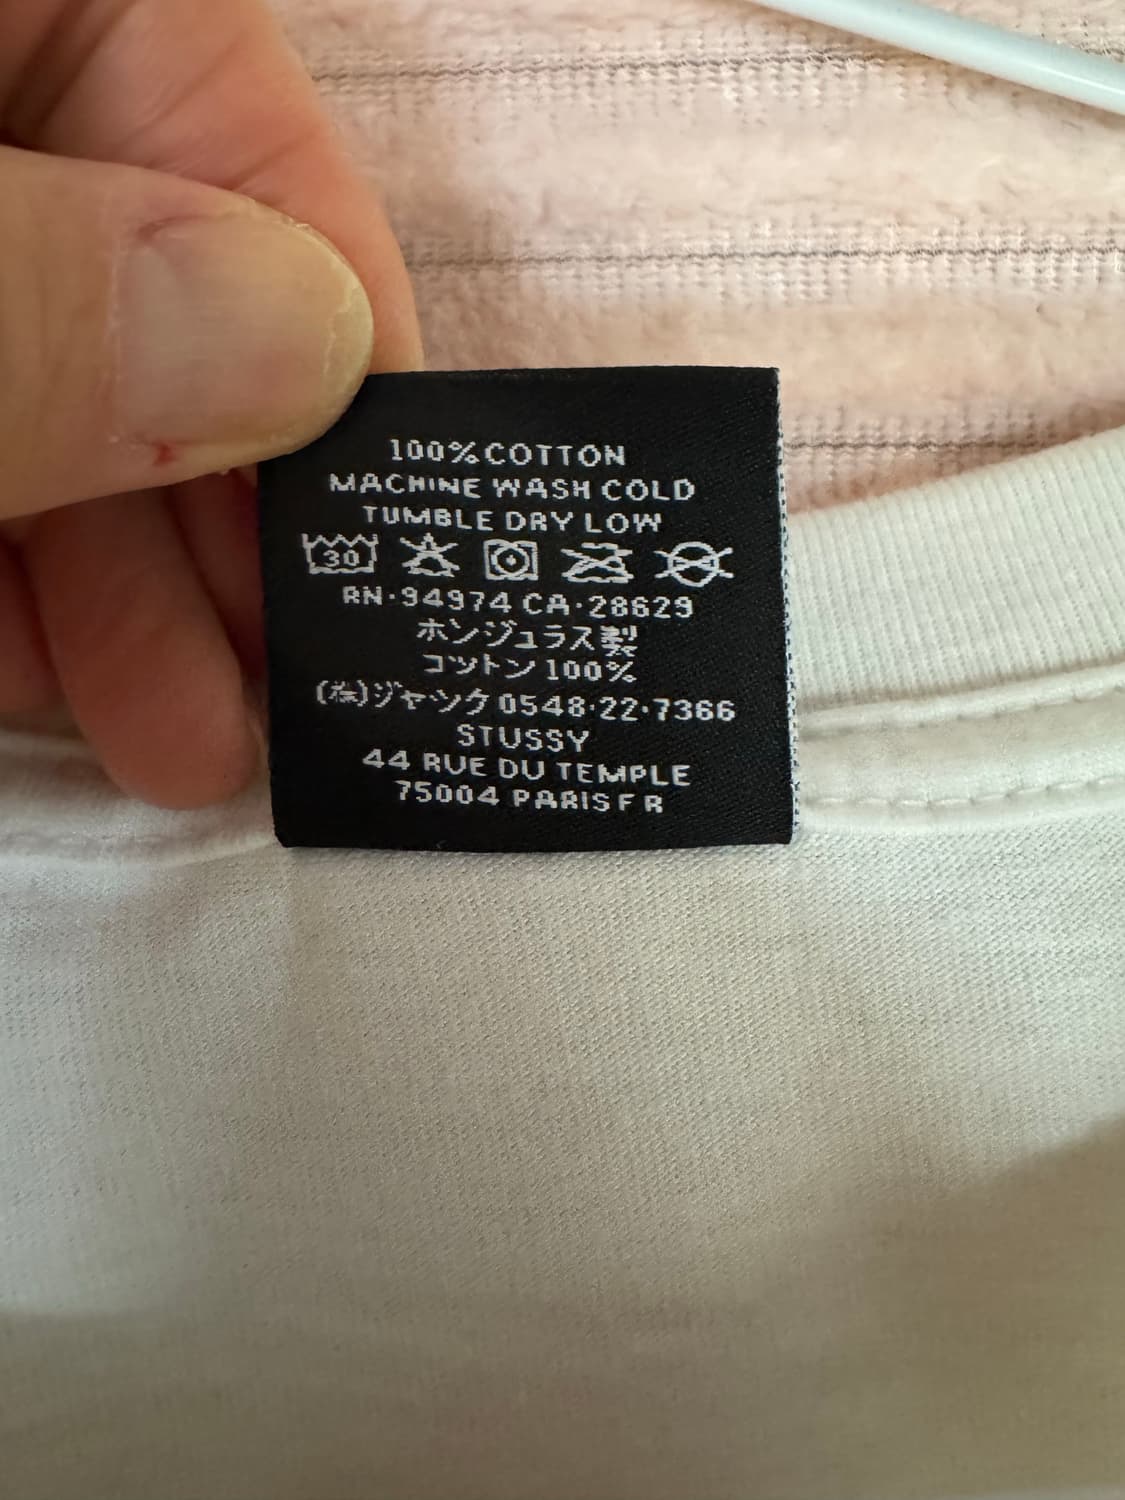 100% COTTON
MACHINE WASH COLD
TUMBLE DRY LOW
30
RN·94974 CA·28629
ホンジュラス製
コットン100%
(株)ジャック 0548·22·7366
STUSSY
44 RUE DU TEMPLE
75004 PARIS FR